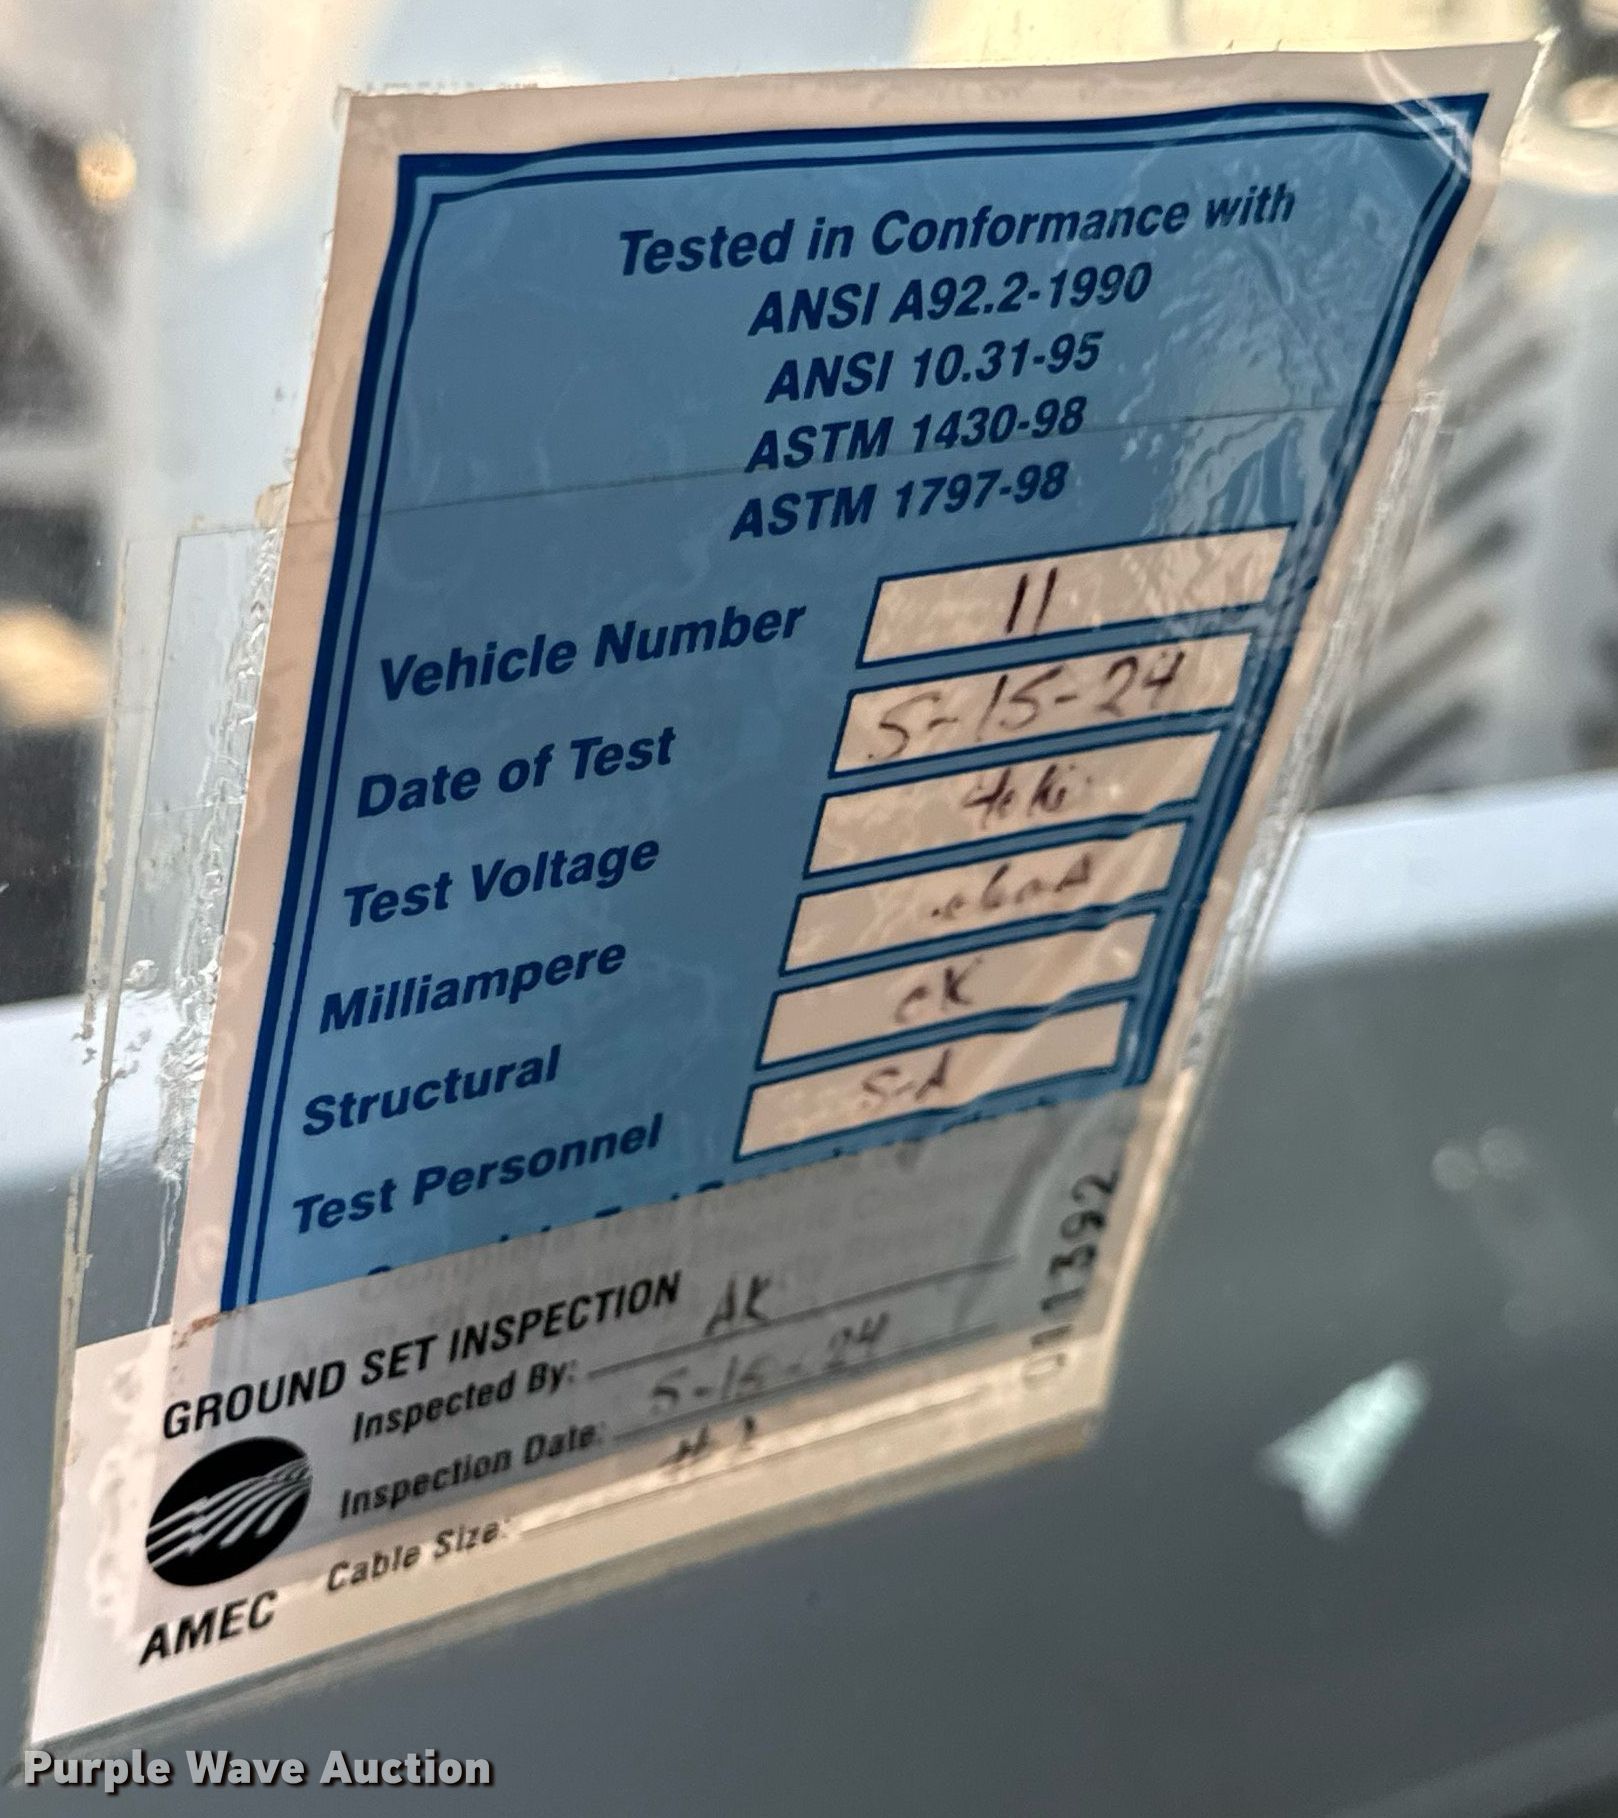 Tested in Conformance with
ANSI A92.2-1990
ANSI 10.31-95
ASTM 1430-98
ASTM 1797-98
Vehicle Number 11
Date of Test 5-15-24
Test Voltage
Milliampere
Structural OK
Test Personnel S-A
GROUND SET INSPECTION
Inspected By: AK
Inspection Date: 5-15-24
Cable Size:
AMEC
011392
Purple Wave Auction